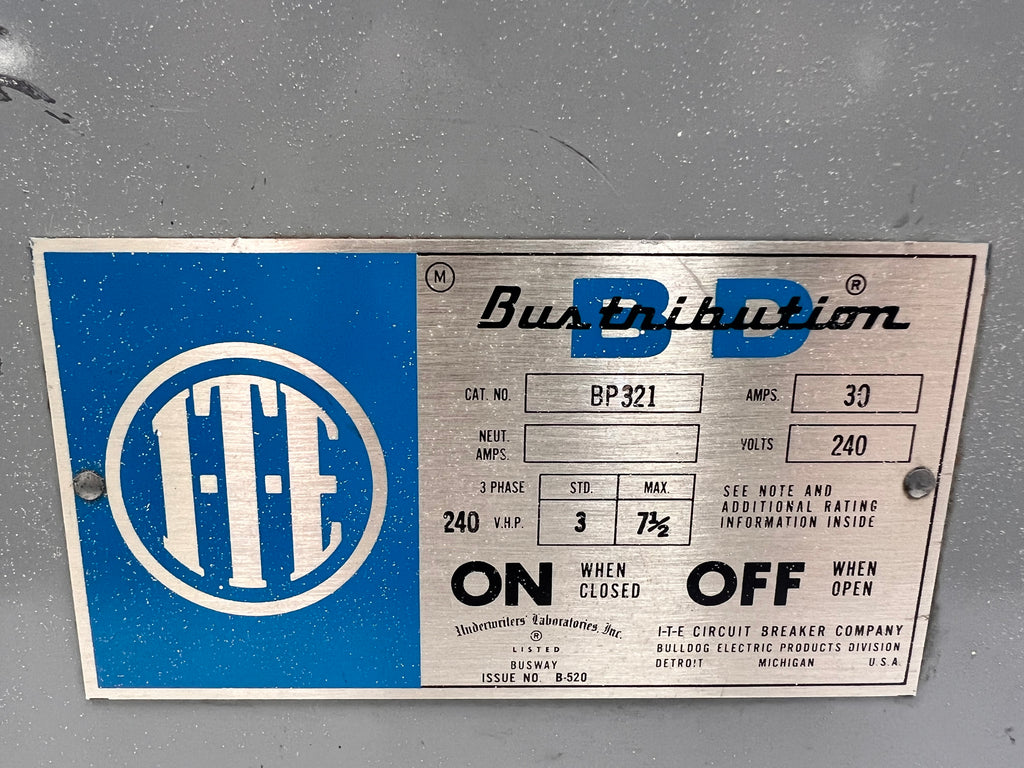 I-T-E
M
BD
Bustribution ®
CAT. NO. BP321 AMPS. 30
NEUT. AMPS. VOLTS 240
3 PHASE STD. MAX.
240 V.H.P. 3 7½
SEE NOTE AND
ADDITIONAL RATING
INFORMATION INSIDE
ON WHEN CLOSED OFF WHEN OPEN
Underwriters' Laboratories, Inc.
®
LISTED
BUSWAY
ISSUE NO. B-520
I-T-E CIRCUIT BREAKER COMPANY
BULLDOG ELECTRIC PRODUCTS DIVISION
DETROIT MICHIGAN U.S.A.